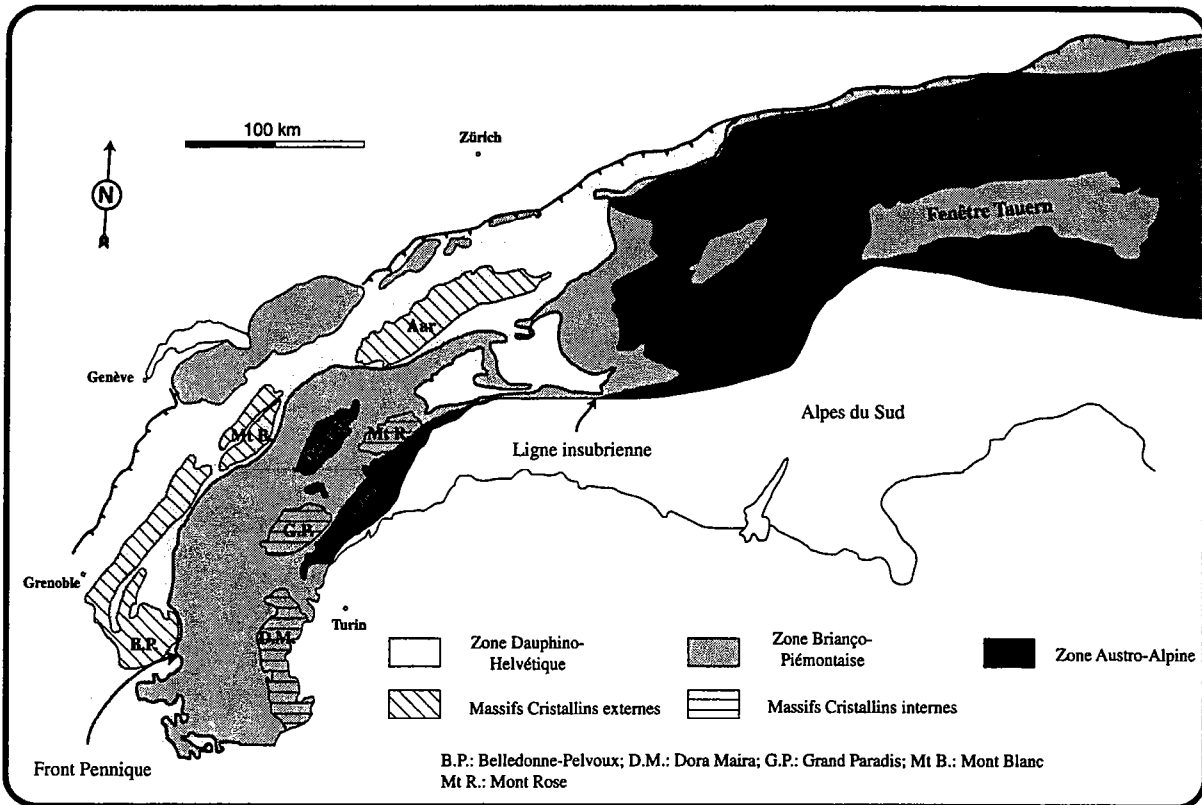 100 km
Zürich
N
Fenêtre Tauern
Aar
Genève
Mt B.
Mt R.
Alpes du Sud
Ligne insubrienne
G.P.
Grenoble
Turin
B.P.
D.M.
Zone Dauphino-
Helvétique
Zone Brianço-
Piémontaise
Zone Austro-Alpine
Massifs Cristallins externes
Massifs Cristallins internes
Front Pennique
B.P.: Belledonne-Pelvoux; D.M.: Dora Maira; G.P.: Grand Paradis; Mt B.: Mont Blanc
Mt R.: Mont Rose